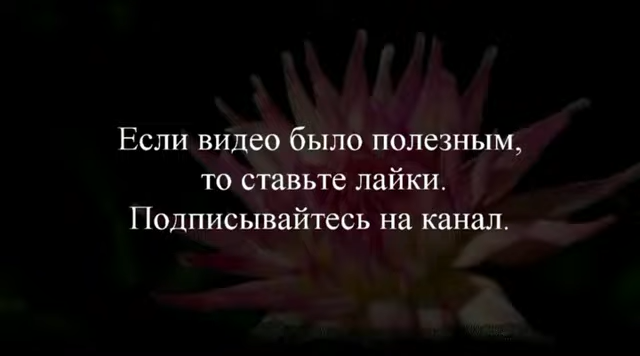 Если видео было полезным,
то ставьте лайки.
Подписывайтесь на канал.